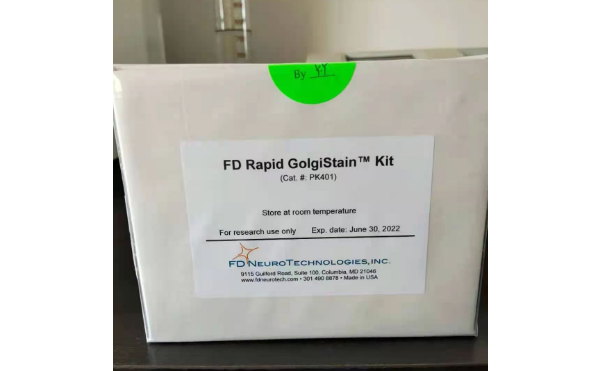 By
FD Rapid GolgiStain™ Kit
(Cat. #: PK401)
Store at room temperature
For research use only Exp. date: June 30, 2022
FD NEUROTECHNOLOGIES, INC.
9115 Guilford Road, Suite 100, Columbia, MD 21046
www.fdneurotech.com • 301 490 8878 • Made in USA